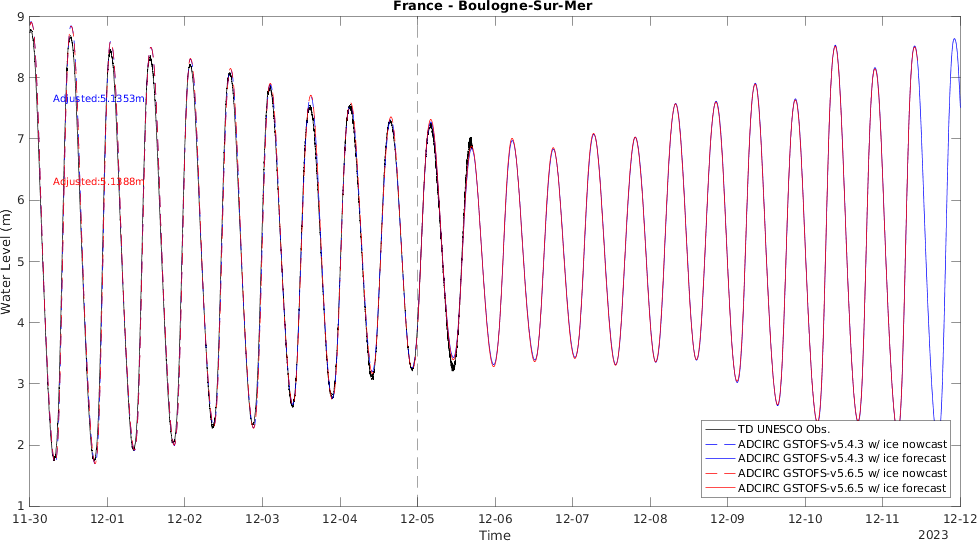 France - Boulogne-Sur-Mer
9
8
Adjusted:5.1353m
7
Adjusted:5.1388m
6
Water Level (m)
5
4
3
TD UNESCO Obs.
2
ADCIRC GSTOFS-v5.4.3 w/ ice nowcast
ADCIRC GSTOFS-v5.4.3 w/ ice forecast
ADCIRC GSTOFS-v5.6.5 w/ ice nowcast
ADCIRC GSTOFS-v5.6.5 w/ ice forecast
1
11-30 12-01 12-02 12-03 12-04 12-05 12-06 12-07 12-08 12-09 12-10 12-11 12-12
Time 2023